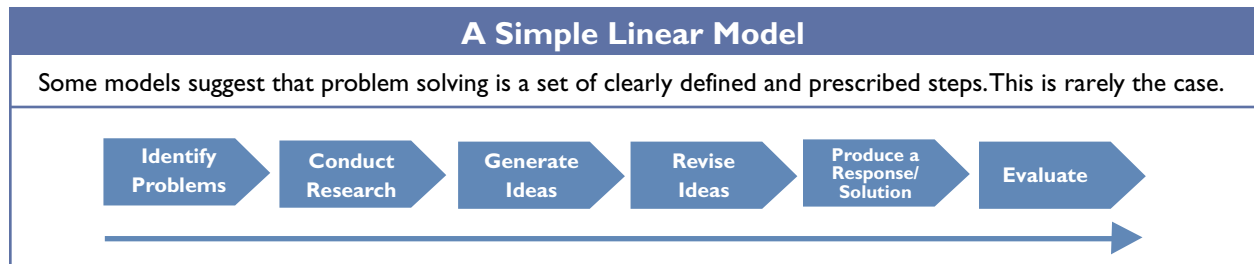 A Simple Linear Model
Some models suggest that problem solving is a set of clearly defined and prescribed steps. This is rarely the case.
Identify
Problems
Conduct
Research
Generate
Ideas
Revise
Ideas
Produce a
Response/
Solution
Evaluate